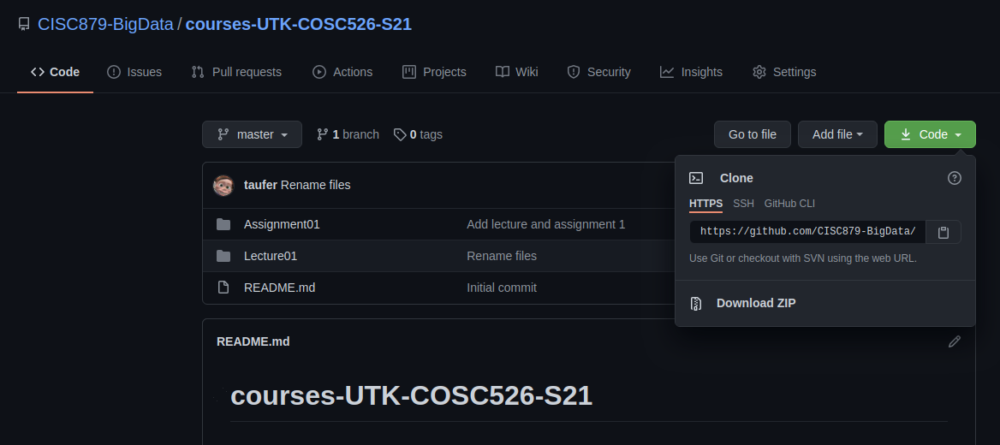 CISC879-BigData / courses-UTK-COSC526-S21
Code Issues Pull requests Actions Projects Wiki Security Insights Settings
master 1 branch 0 tags Go to file Add file Code
taufer Rename files
Assignment01 Add lecture and assignment 1
Lecture01 Rename files
README.md Initial commit
Clone
HTTPS SSH GitHub CLI
https://github.com/CISC879-BigData/
Use Git or checkout with SVN using the web URL.
Download ZIP
README.md
courses-UTK-COSC526-S21